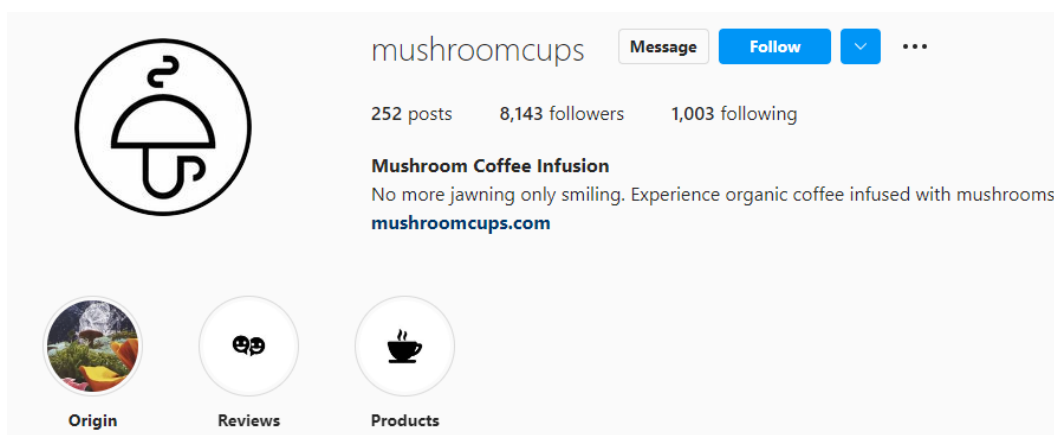 mushroomcups Message Follow
252 posts 8,143 followers 1,003 following
Mushroom Coffee Infusion
No more jawning only smiling. Experience organic coffee infused with mushrooms
mushroomcups.com
Origin Reviews Products